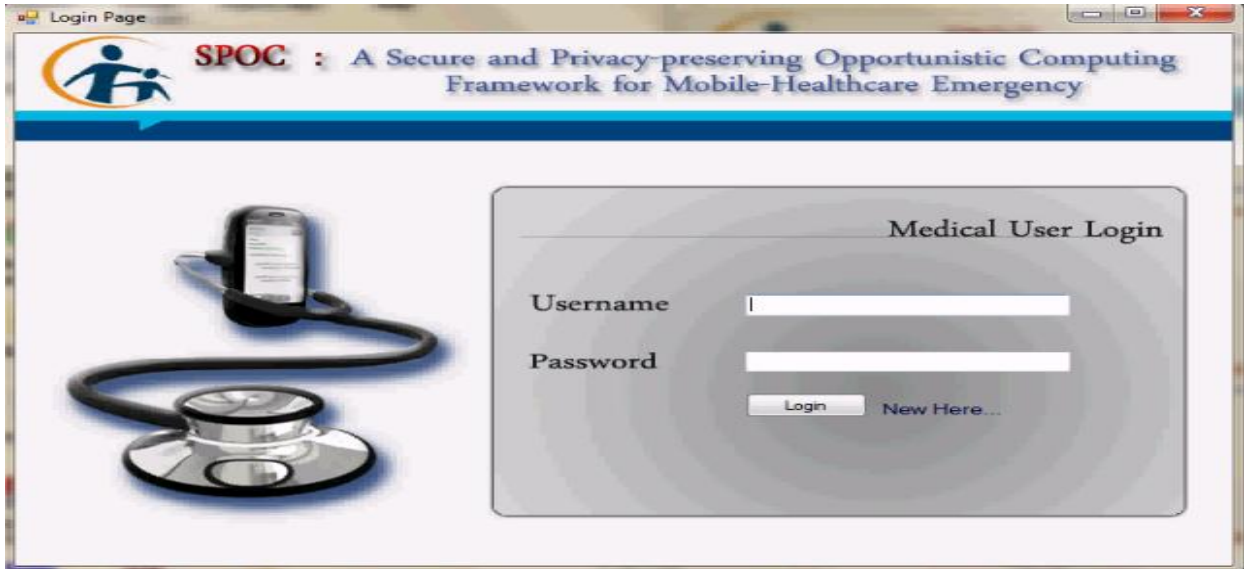 Login Page
SPOC : A Secure and Privacy-preserving Opportunistic Computing
Framework for Mobile-Healthcare Emergency
Medical User Login
Username
Password
Login New Here...